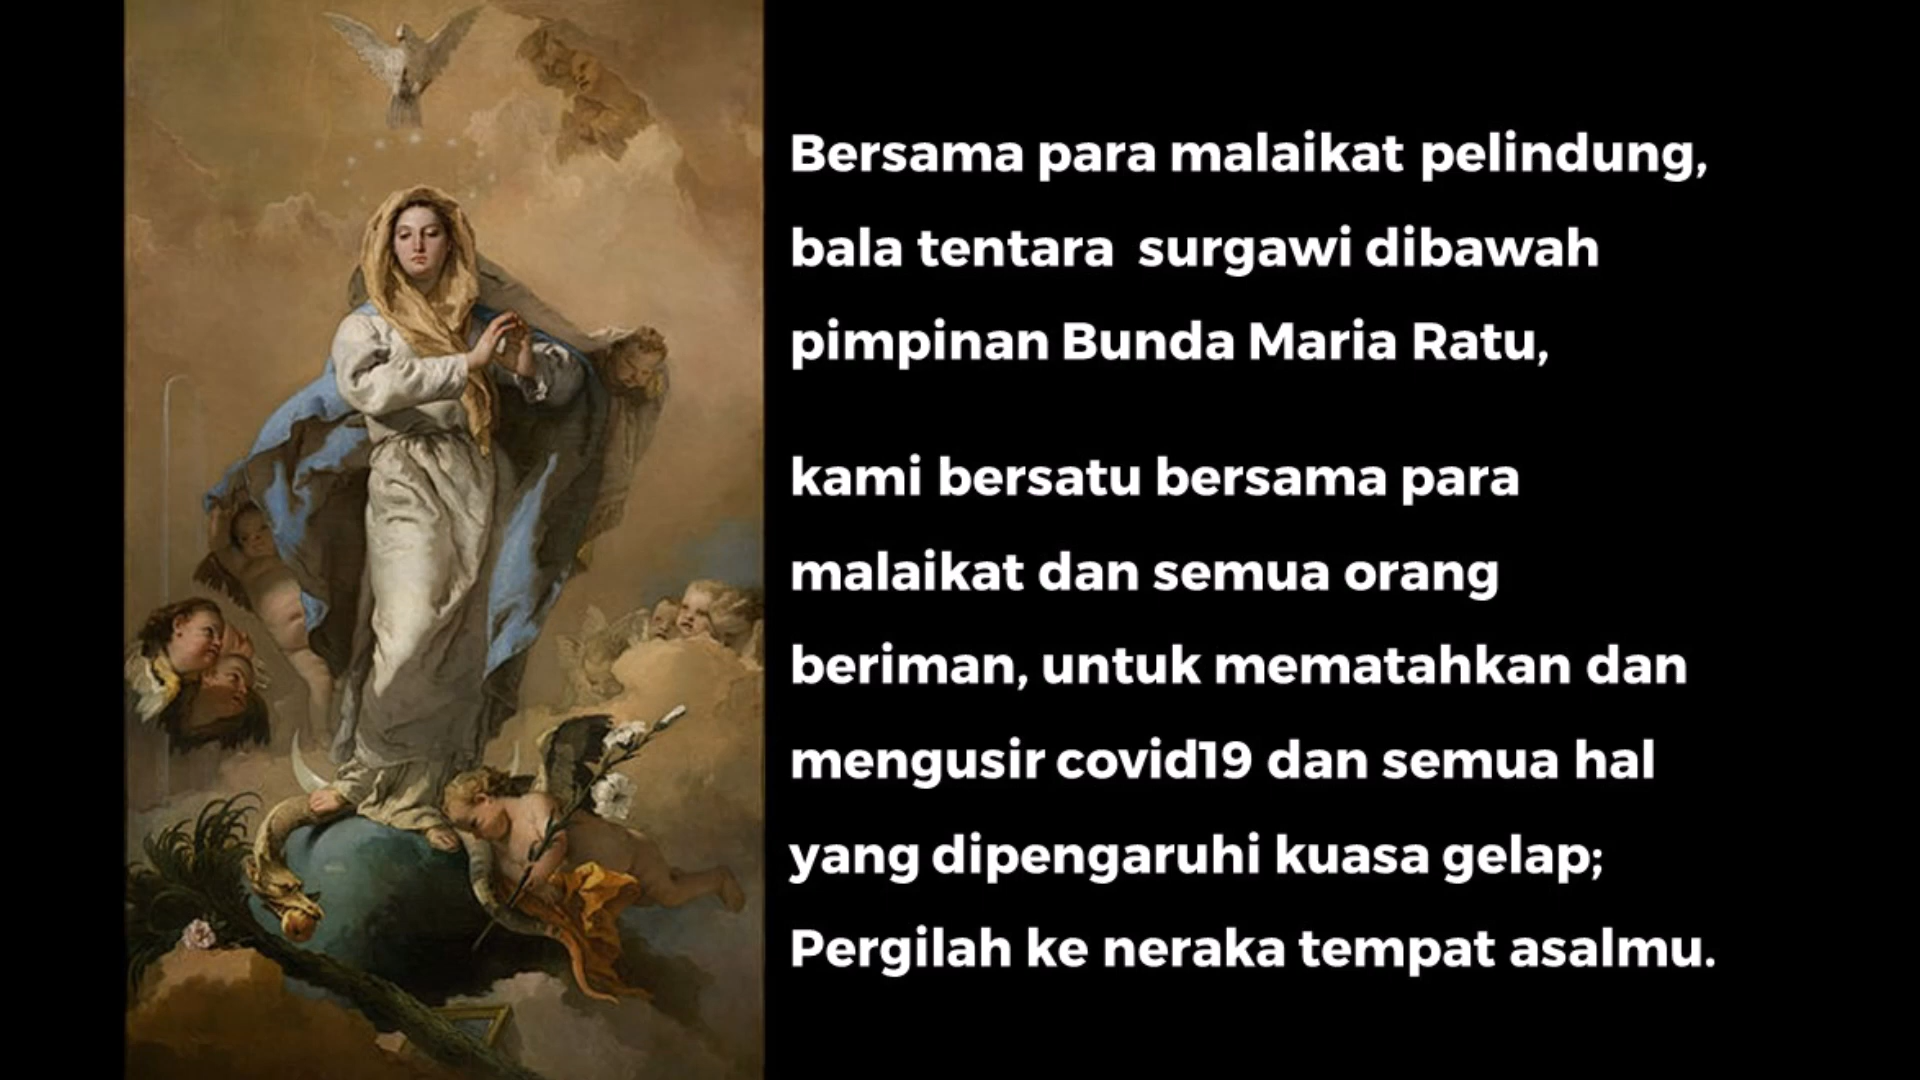 Bersama para malaikat pelindung,
bala tentara surgawi dibawah
pimpinan Bunda Maria Ratu,
kami bersatu bersama para
malaikat dan semua orang
beriman, untuk mematahkan dan
mengusir covid19 dan semua hal
yang dipengaruhi kuasa gelap;
Pergilah ke neraka tempat asalmu.